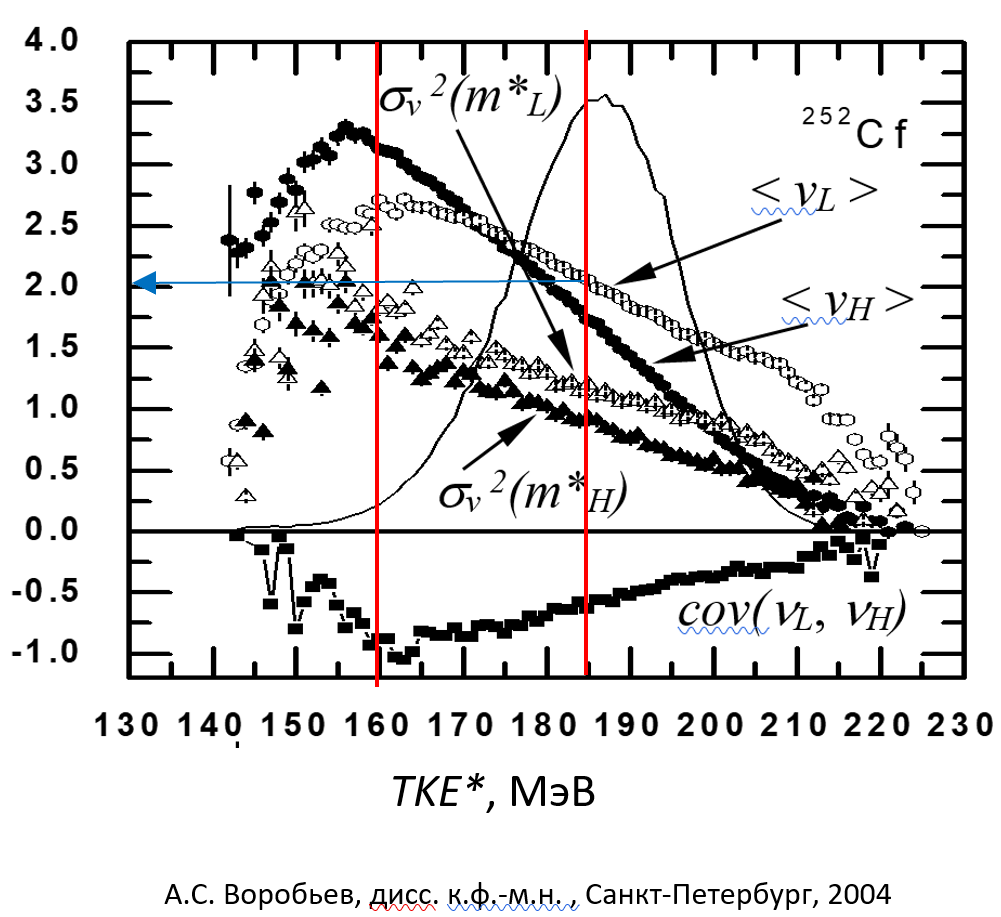 4.0
3.5
3.0
2.5
2.0
1.5
1.0
0.5
0.0
-0.5
-1.0
σᵥ²(m*L)
²⁵²Cf
< νL >
< νH >
σᵥ²(m*H)
cov(νL, νH)
130 140 150 160 170 180 190 200 210 220 230
TKE*, МэВ
А.С. Воробьев, дисс. к.ф.-м.н. , Санкт-Петербург, 2004